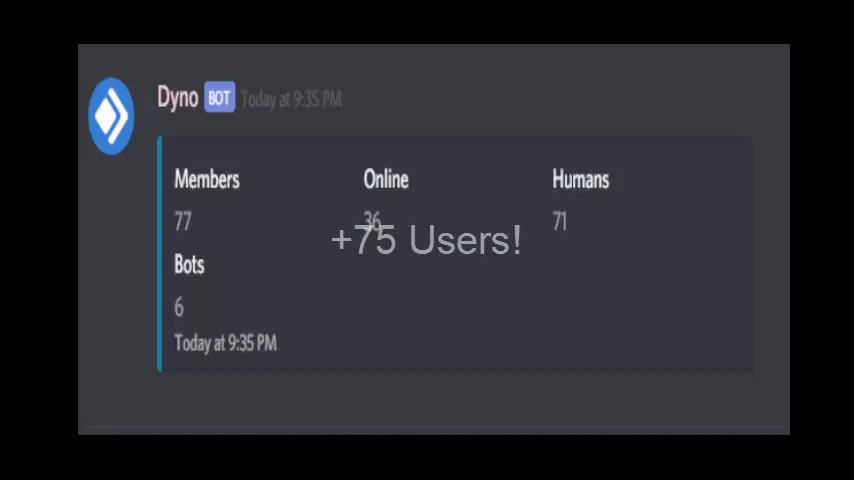 Dyno BOT Today at 9:35 PM
Members Online Humans
77 36 71
+75 Users!
Bots
6
Today at 9:35 PM